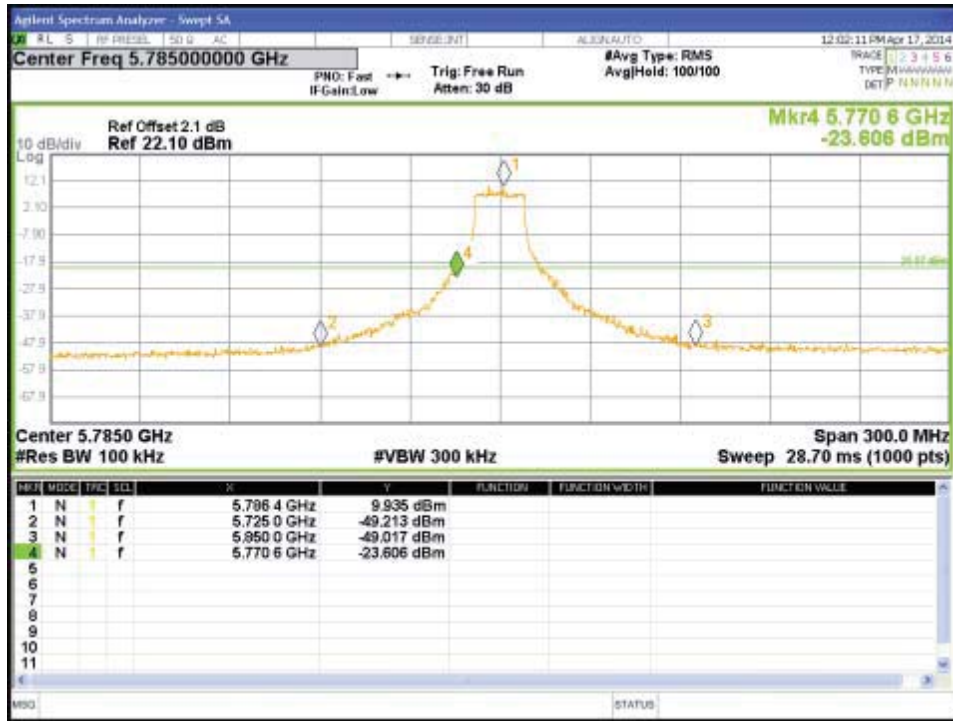 Agilent Spectrum Analyzer - Swept SA
RL S RF PRESEL 50 Ω AC SENSE:INT ALIGN AUTO 12:02:11 PM Apr 17, 2014
Center Freq 5.785000000 GHz
PNO: Fast
IFGain:Low
Trig: Free Run
Atten: 30 dB
#Avg Type: RMS
Avg|Hold: 100/100
TRACE 1 2 3 4 5 6
TYPE
DET P N N N N N
Mkr4 5.770 6 GHz
-23.606 dBm
Ref Offset 2.1 dB
10 dB/div Ref 22.10 dBm
Log
12.1
2.10
-7.90
-17.9
-27.9
-37.9
-47.9
-57.9
-67.9
1
4
2
3
Center 5.7850 GHz Span 300.0 MHz
#Res BW 100 kHz #VBW 300 kHz Sweep 28.70 ms (1000 pts)
MKR MODE TRC SCL X Y FUNCTION FUNCTION WIDTH FUNCTION VALUE
1 N 1 f 5.786 4 GHz 9.935 dBm
2 N 1 f 5.725 0 GHz -49.213 dBm
3 N 1 f 5.850 0 GHz -49.017 dBm
4 N 1 f 5.770 6 GHz -23.606 dBm
5
6
7
8
9
10
11
MSG STATUS